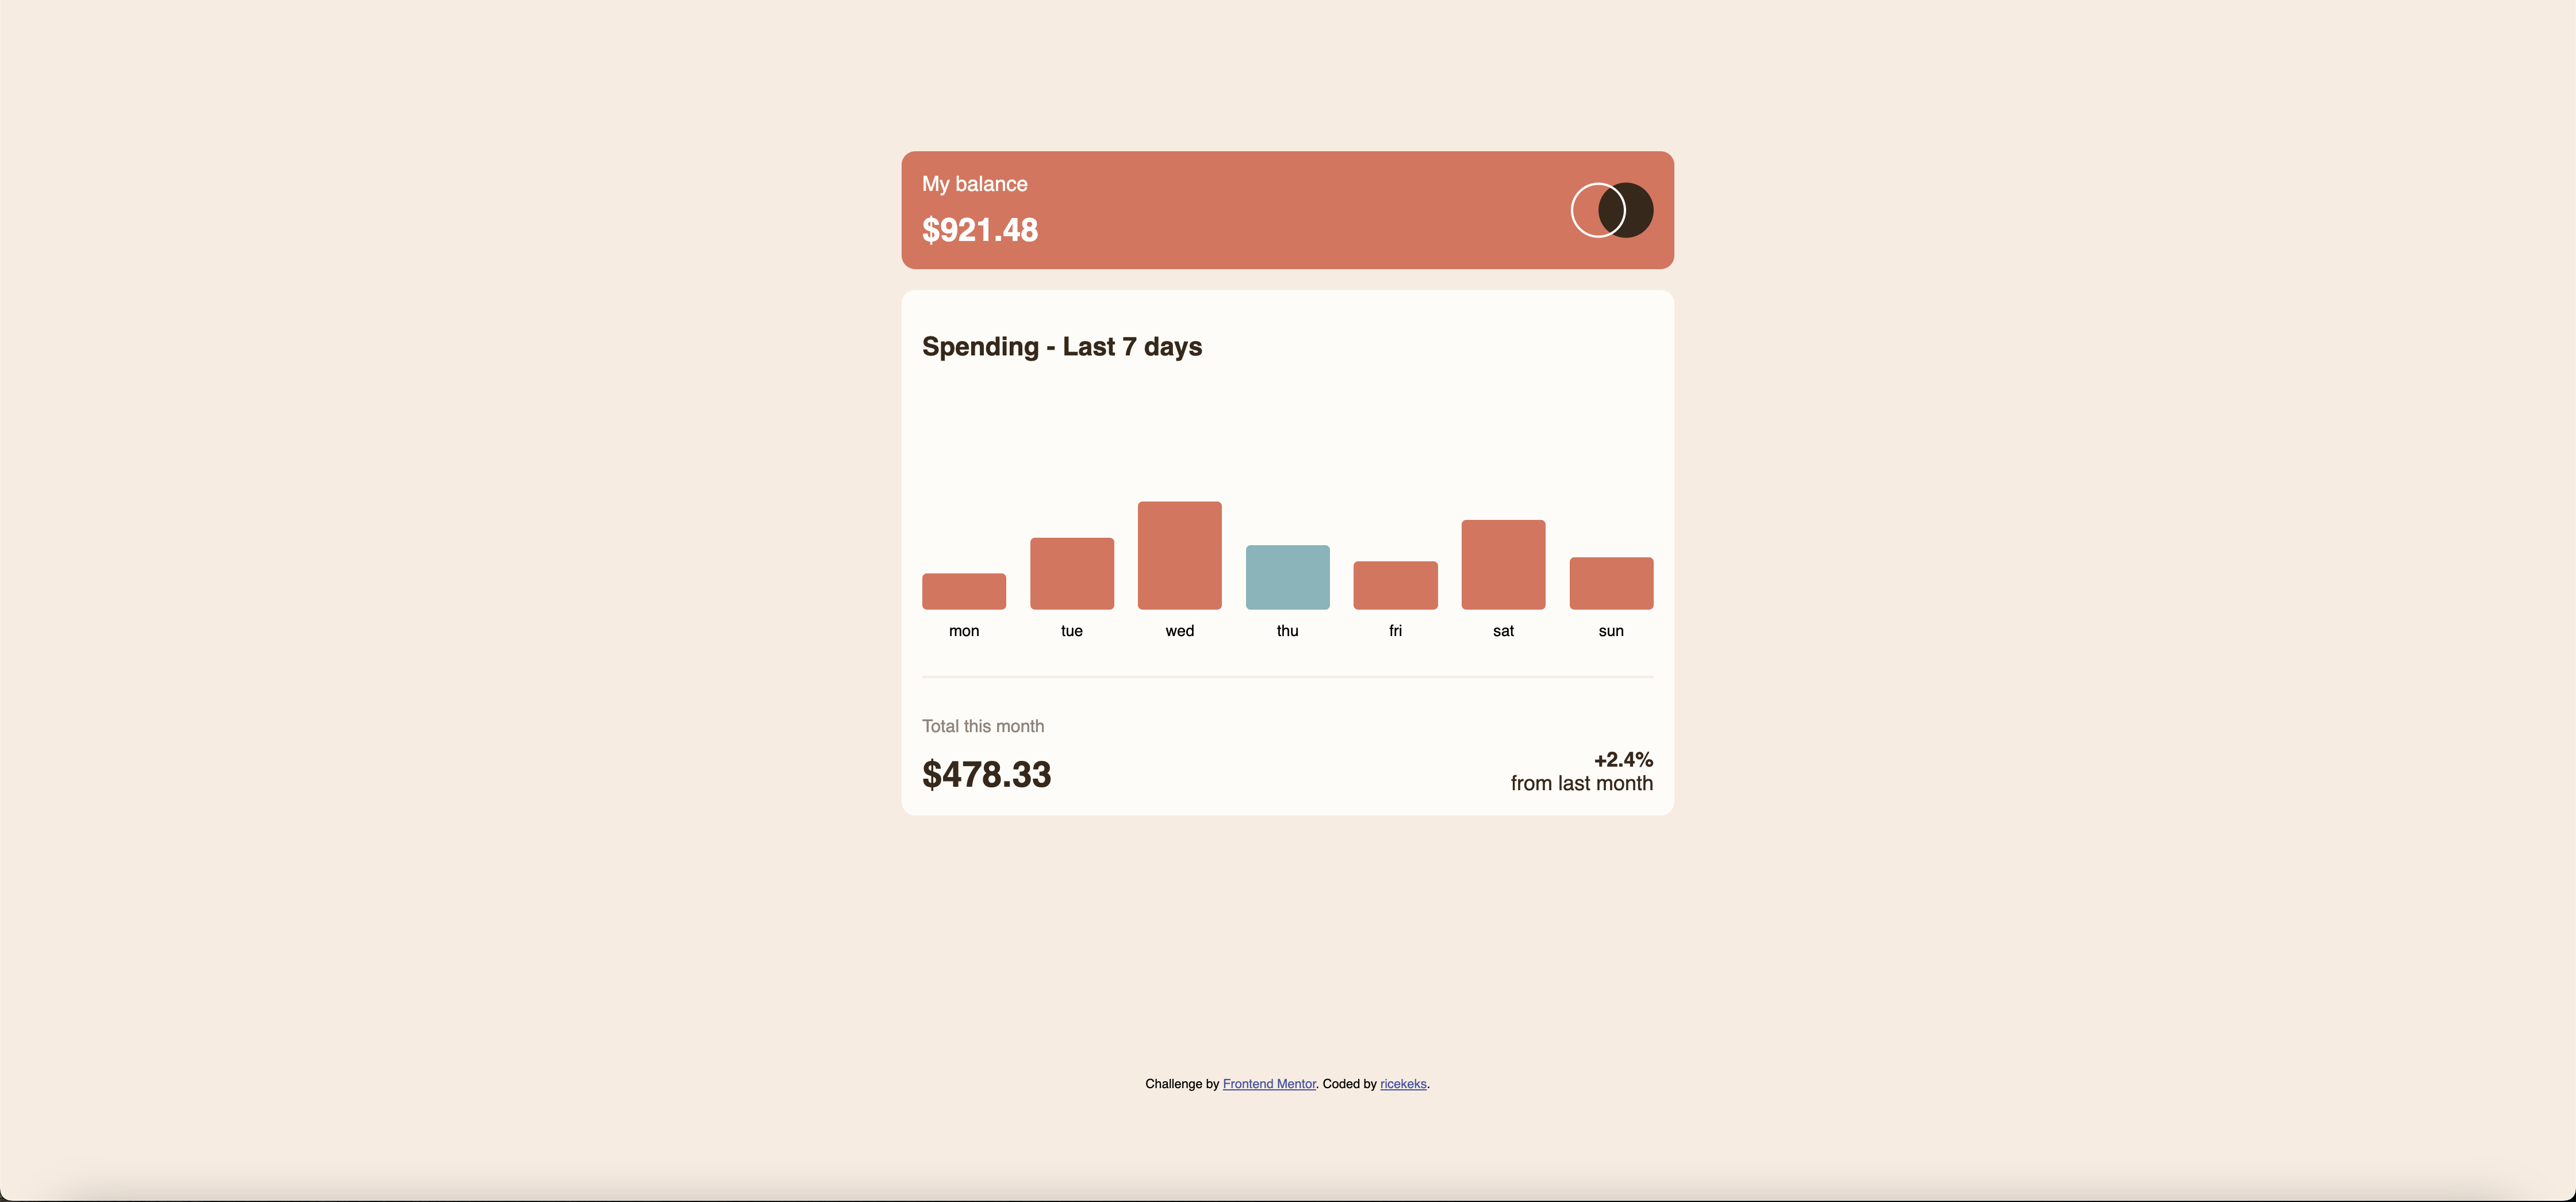 My balance
$921.48
Spending - Last 7 days
mon tue wed thu fri sat sun
Total this month
$478.33
+2.4%
from last month
Challenge by Frontend Mentor. Coded by ricekeks.